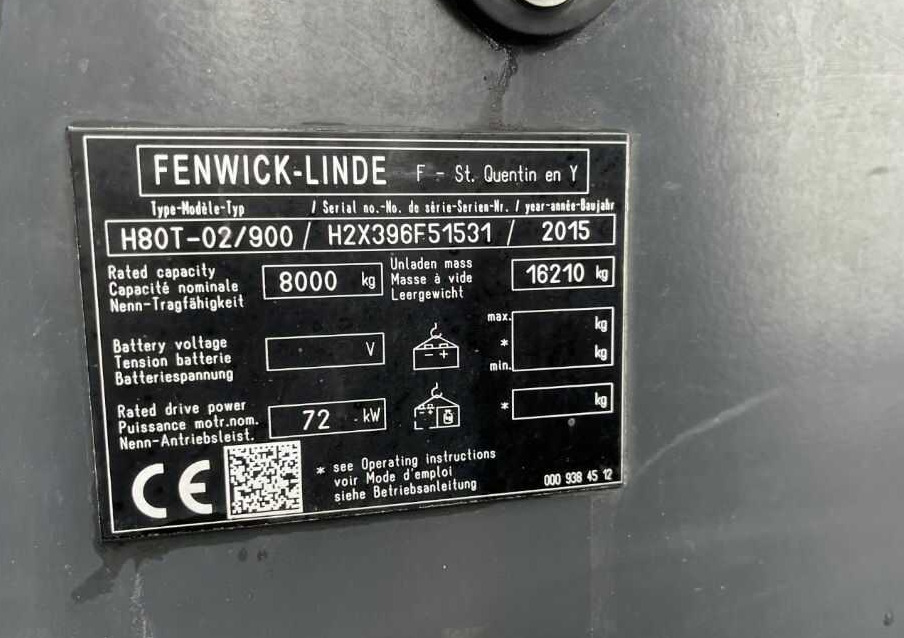 FENWICK-LINDE F - St. Quentin en Y
Type-Modèle-Typ / Serial no.-No. de série-Serien-Nr. / year-année-Baujahr
H80T-02/900 / H2X396F51531 / 2015
Rated capacity
Capacité nominale
Nenn-Tragfähigkeit
8000 kg
Unladen mass
Masse à vide
Leergewicht
16210 kg
Battery voltage
Tension batterie
Batteriespannung
V
- +
max.
*
min.
kg
kg
Rated drive power
Puissance motr.nom.
Nenn-Antriebsleist.
72 kW
* kg
CE
* see Operating instructions
voir Mode d'emploi
siehe Betriebsanleitung
000 938 45 12